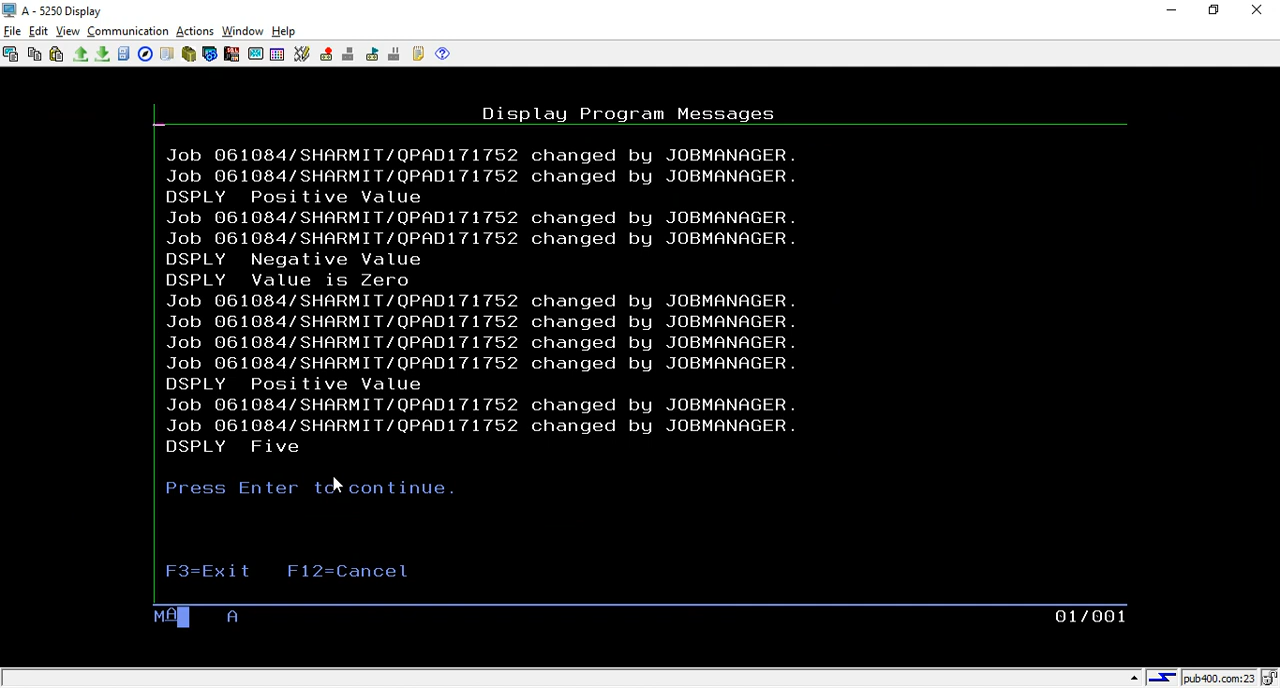 A - 5250 Display
File Edit View Communication Actions Window Help
Display Program Messages
Job 061084/SHARMIT/QPAD171752 changed by JOBMANAGER.
Job 061084/SHARMIT/QPAD171752 changed by JOBMANAGER.
DSPLY  Positive Value
Job 061084/SHARMIT/QPAD171752 changed by JOBMANAGER.
Job 061084/SHARMIT/QPAD171752 changed by JOBMANAGER.
DSPLY  Negative Value
DSPLY  Value is Zero
Job 061084/SHARMIT/QPAD171752 changed by JOBMANAGER.
Job 061084/SHARMIT/QPAD171752 changed by JOBMANAGER.
Job 061084/SHARMIT/QPAD171752 changed by JOBMANAGER.
Job 061084/SHARMIT/QPAD171752 changed by JOBMANAGER.
DSPLY  Positive Value
Job 061084/SHARMIT/QPAD171752 changed by JOBMANAGER.
Job 061084/SHARMIT/QPAD171752 changed by JOBMANAGER.
DSPLY  Five
Press Enter to continue.
F3=Exit   F12=Cancel
MA A 01/001
pub400.com:23